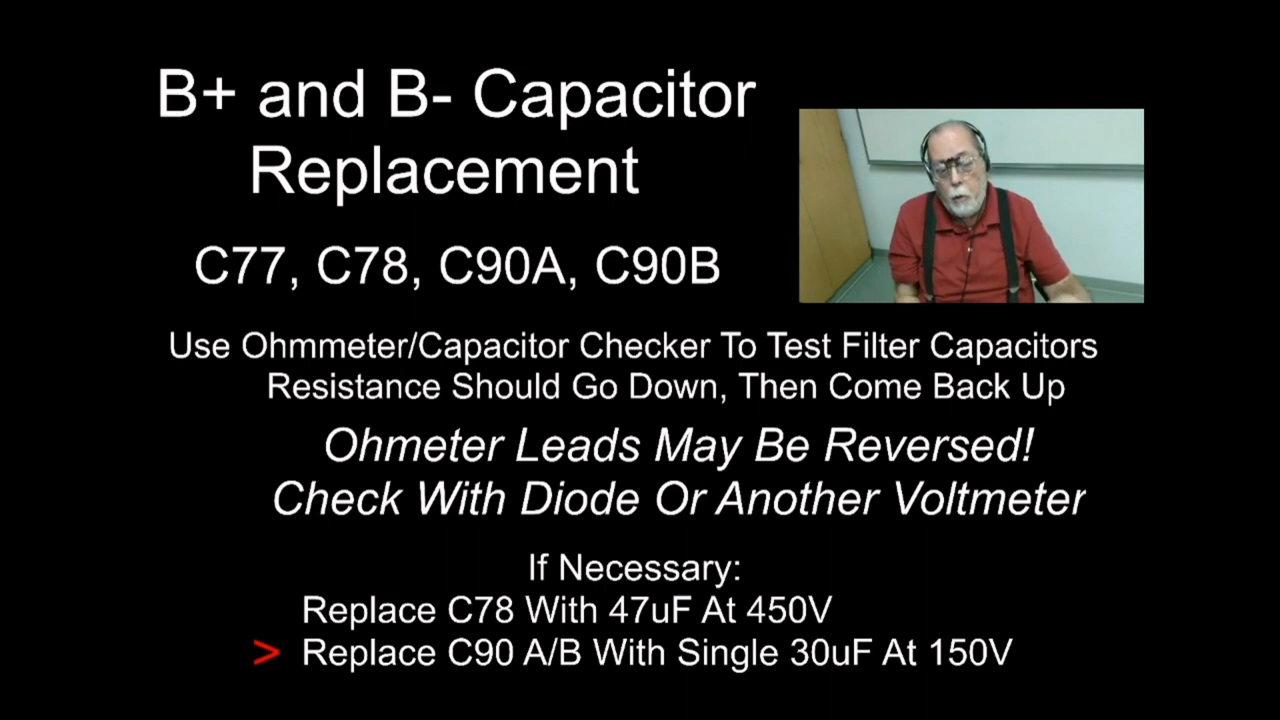 B+ and B- Capacitor
Replacement
C77, C78, C90A, C90B
Use Ohmmeter/Capacitor Checker To Test Filter Capacitors
Resistance Should Go Down, Then Come Back Up
Ohmeter Leads May Be Reversed!
Check With Diode Or Another Voltmeter
If Necessary:
Replace C78 With 47uF At 450V
> Replace C90 A/B With Single 30uF At 150V